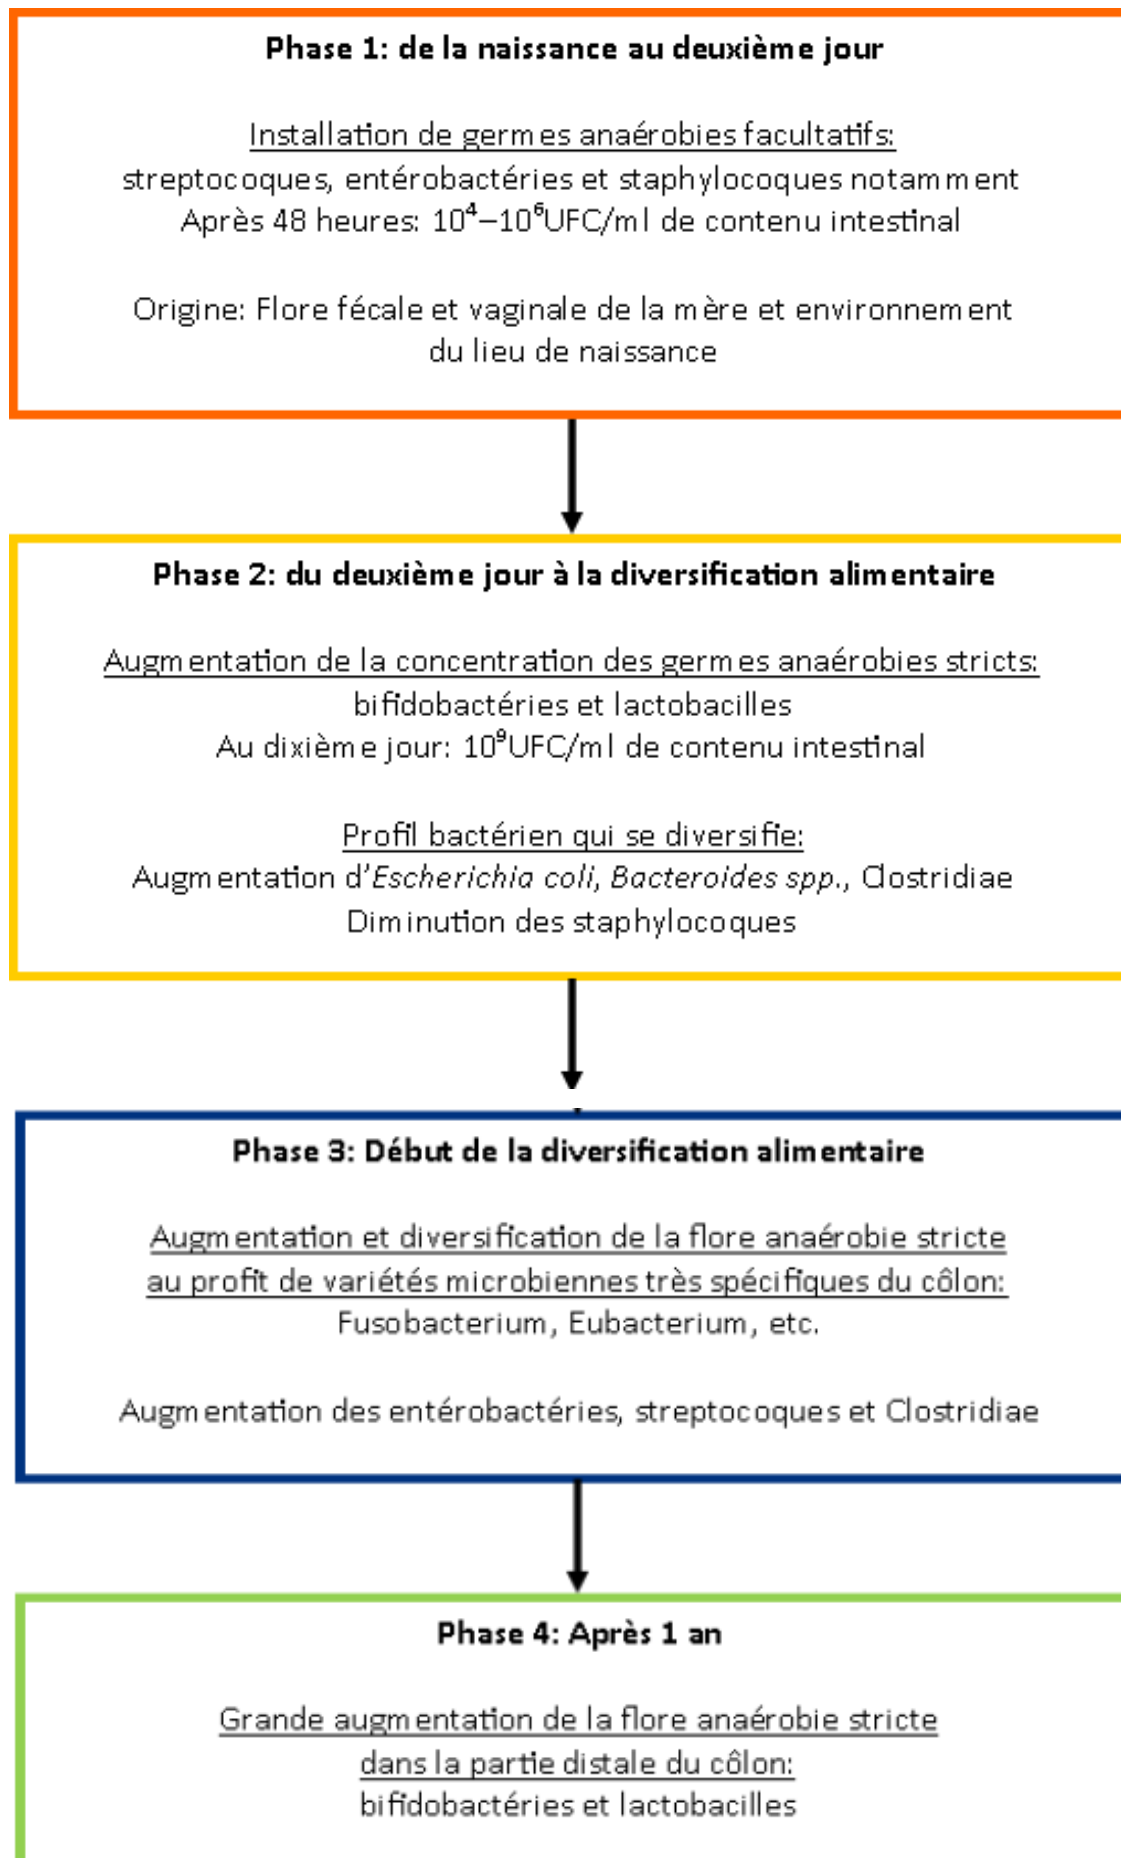 Phase 1: de la naissance au deuxième jour
Installation de germes anaérobies facultatifs:
streptocoques, entérobactéries et staphylocoques notamment
Après 48 heures: 10⁴–10⁶UFC/ml de contenu intestinal
Origine: Flore fécale et vaginale de la mère et environnement
du lieu de naissance
Phase 2: du deuxième jour à la diversification alimentaire
Augmentation de la concentration des germes anaérobies stricts:
bifidobactéries et lactobacilles
Au dixième jour: 10⁹UFC/ml de contenu intestinal
Profil bactérien qui se diversifie:
Augmentation d'Escherichia coli, Bacteroides spp., Clostridiae
Diminution des staphylocoques
Phase 3: Début de la diversification alimentaire
Augmentation et diversification de la flore anaérobie stricte
au profit de variétés microbiennes très spécifiques du côlon:
Fusobacterium, Eubacterium, etc.
Augmentation des entérobactéries, streptocoques et Clostridiae
Phase 4: Après 1 an
Grande augmentation de la flore anaérobie stricte
dans la partie distale du côlon:
bifidobactéries et lactobacilles